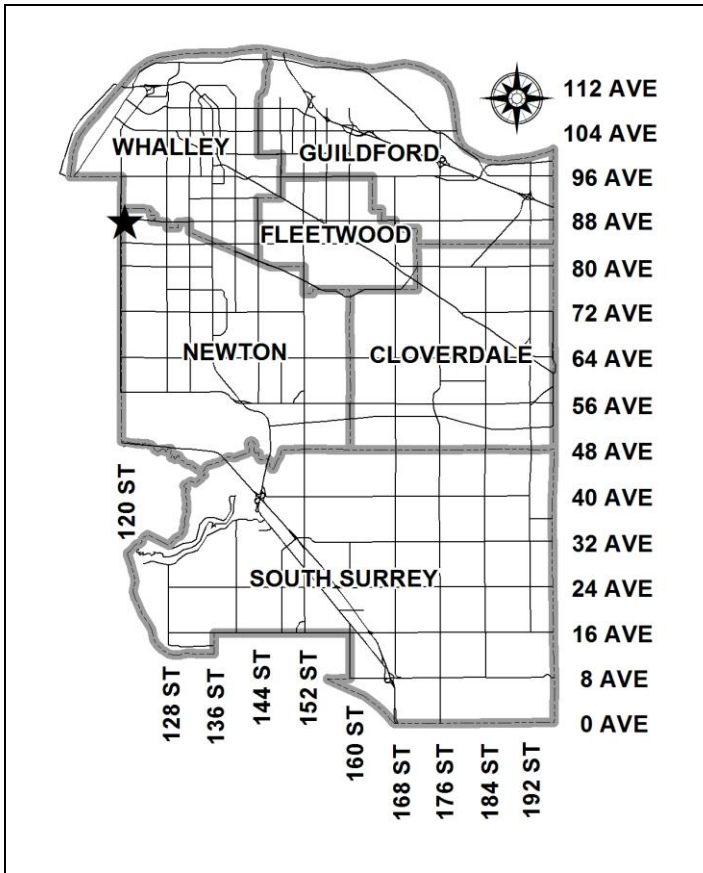 112 AVE
104 AVE
WHALLEY
GUILDFORD
96 AVE
88 AVE
FLEETWOOD
80 AVE
72 AVE
NEWTON
CLOVERDALE
64 AVE
56 AVE
48 AVE
120 ST
40 AVE
32 AVE
SOUTH SURREY
24 AVE
16 AVE
128 ST
136 ST
144 ST
152 ST
160 ST
8 AVE
0 AVE
168 ST
176 ST
184 ST
192 ST